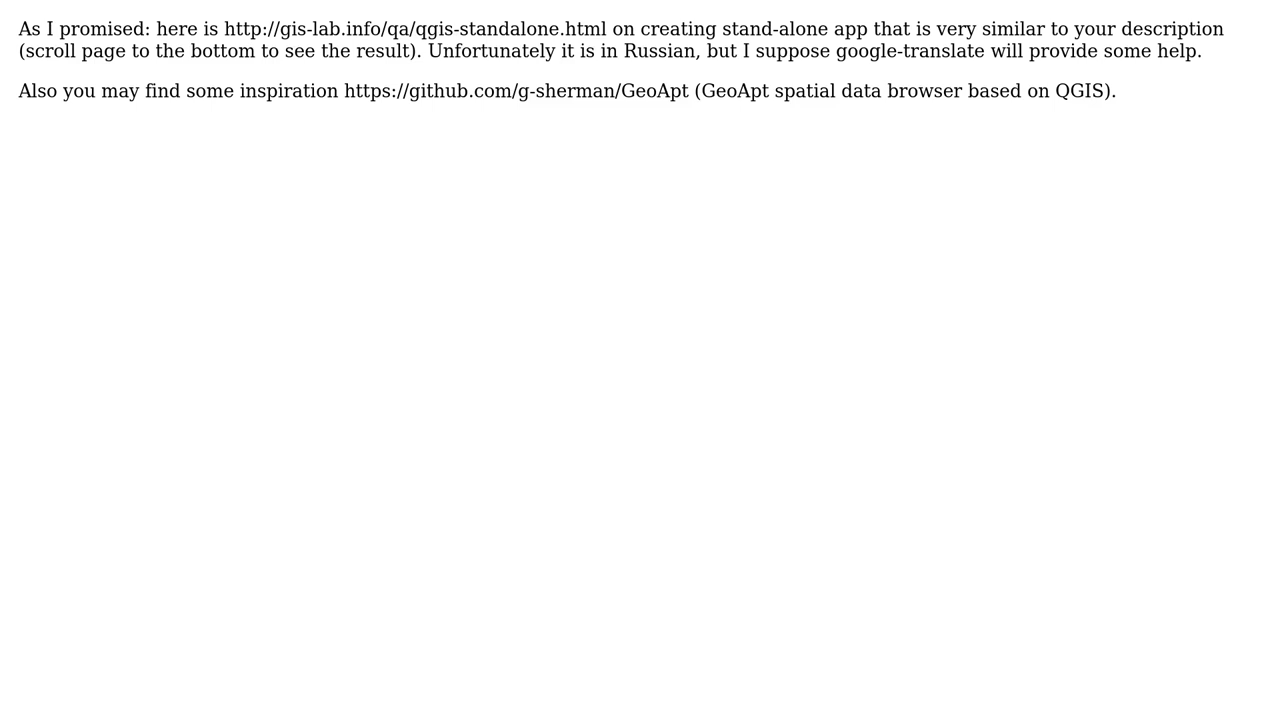 As I promised: here is http://gis-lab.info/qa/qgis-standalone.html on creating stand-alone app that is very similar to your description
(scroll page to the bottom to see the result). Unfortunately it is in Russian, but I suppose google-translate will provide some help.
Also you may find some inspiration https://github.com/g-sherman/GeoApt (GeoApt spatial data browser based on QGIS).